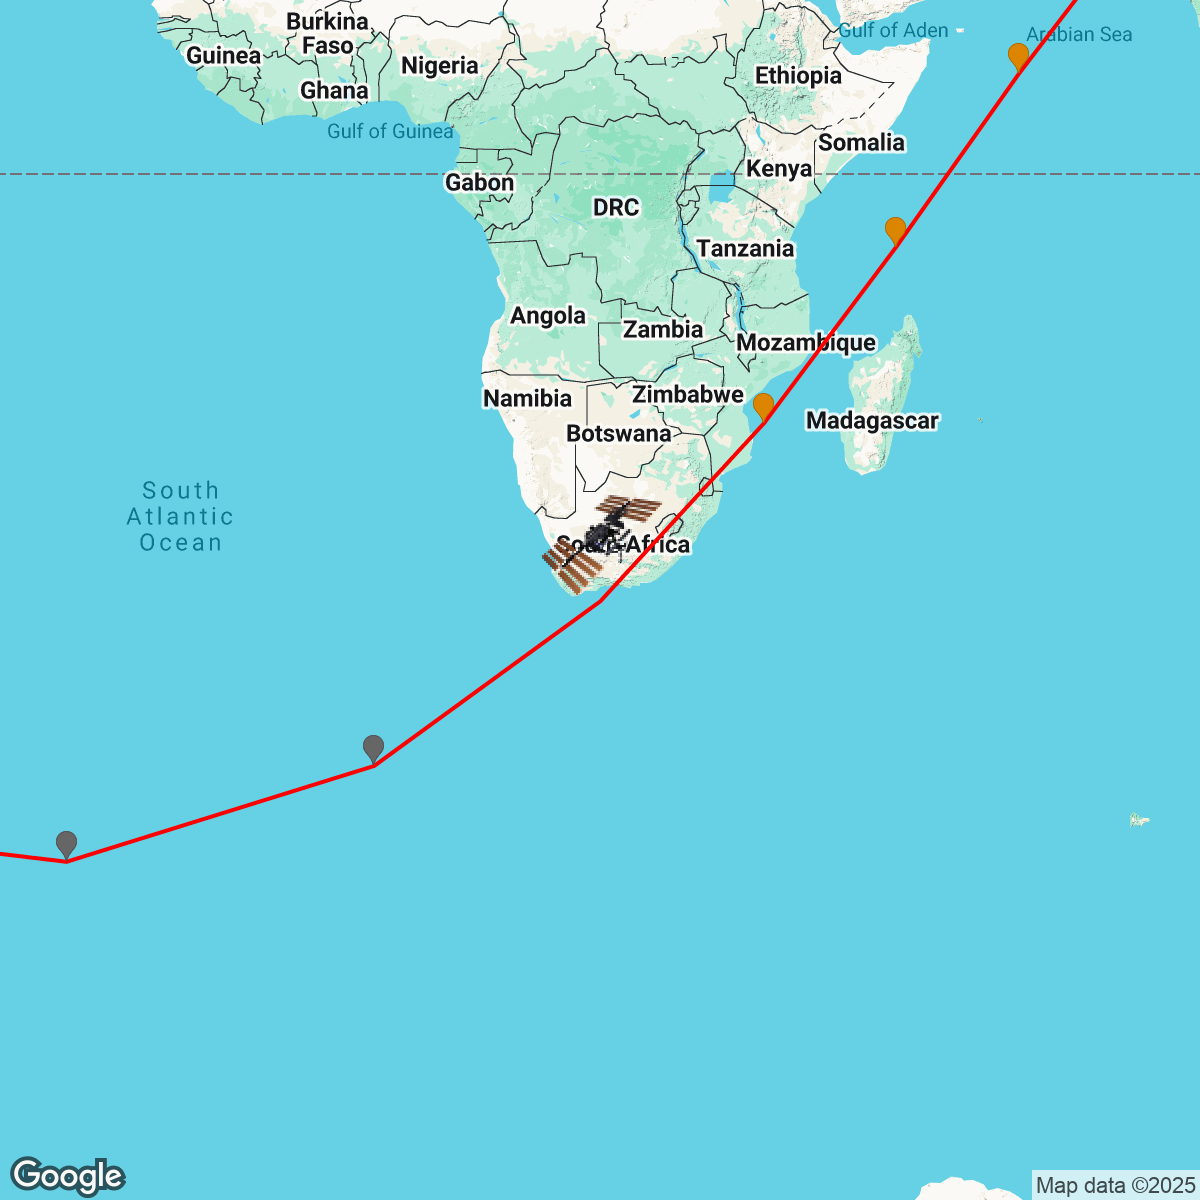 Burkina
Faso
Guinea
Nigeria
Ghana
Gulf of Guinea
Gulf of Aden
Arabian Sea
Ethiopia
Somalia
Kenya
Gabon
DRC
Tanzania
Angola
Zambia
Mozambique
Namibia
Zimbabwe
Botswana
Madagascar
South
Atlantic
Ocean
South Africa
Google
Map data ©2025